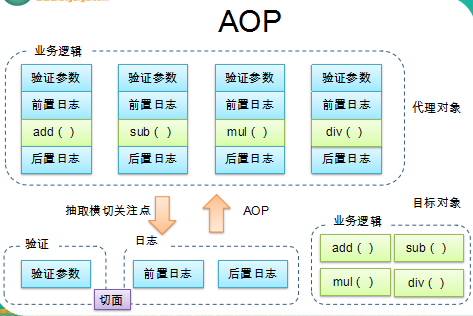 AOP
业务逻辑
验证参数 验证参数 验证参数 验证参数
前置日志 前置日志 前置日志 前置日志
add（ ） sub（ ） mul（ ） div（ ）
后置日志 后置日志 后置日志 后置日志
代理对象
抽取横切关注点 AOP
目标对象
业务逻辑
add（ ） sub（ ）
mul（ ） div（ ）
验证 日志
验证参数 前置日志 后置日志
切面